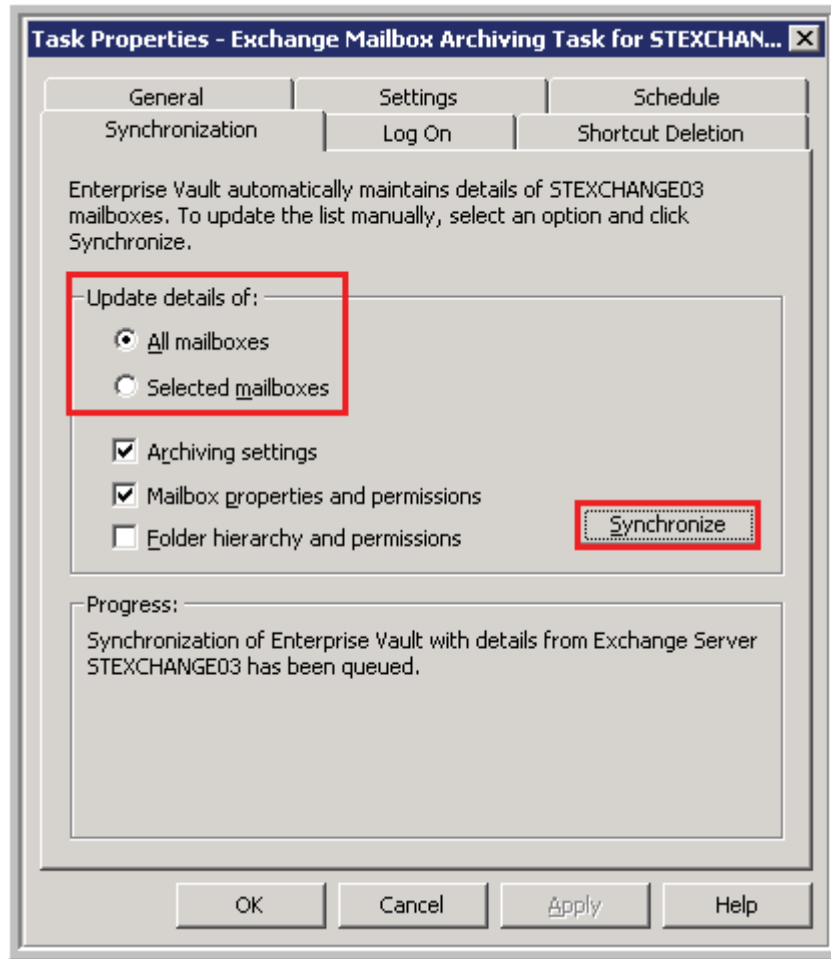 Task Properties - Exchange Mailbox Archiving Task for STEXCHAN...
General Settings Schedule
Synchronization Log On Shortcut Deletion
Enterprise Vault automatically maintains details of STEXCHANGE03
mailboxes. To update the list manually, select an option and click
Synchronize.
Update details of:
All mailboxes
Selected mailboxes
Archiving settings
Mailbox properties and permissions
Synchronize
Folder hierarchy and permissions
Progress:
Synchronization of Enterprise Vault with details from Exchange Server
STEXCHANGE03 has been queued.
OK Cancel Apply Help